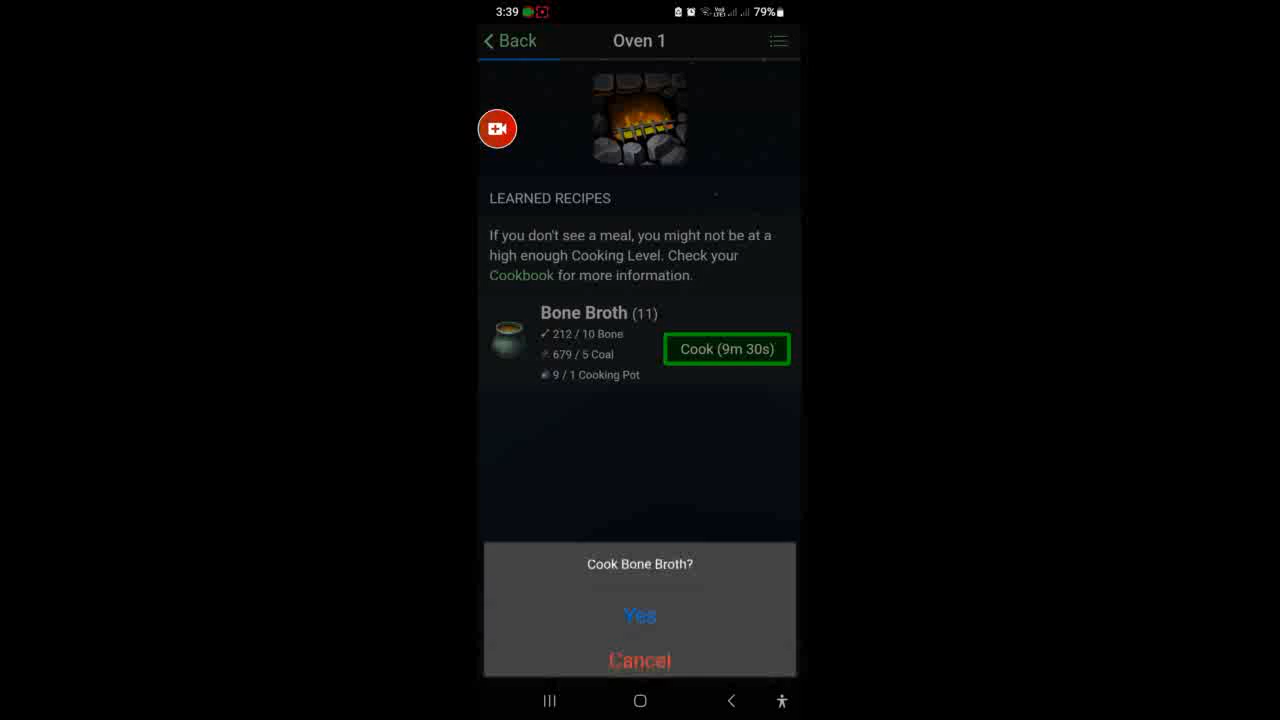 3:39
79%
Back
Oven 1
LEARNED RECIPES
If you don't see a meal, you might not be at a
high enough Cooking Level. Check your
Cookbook for more information.
Bone Broth (11)
212 / 10 Bone
679 / 5 Coal
9 / 1 Cooking Pot
Cook (9m 30s)
Cook Bone Broth?
Yes
Cancel